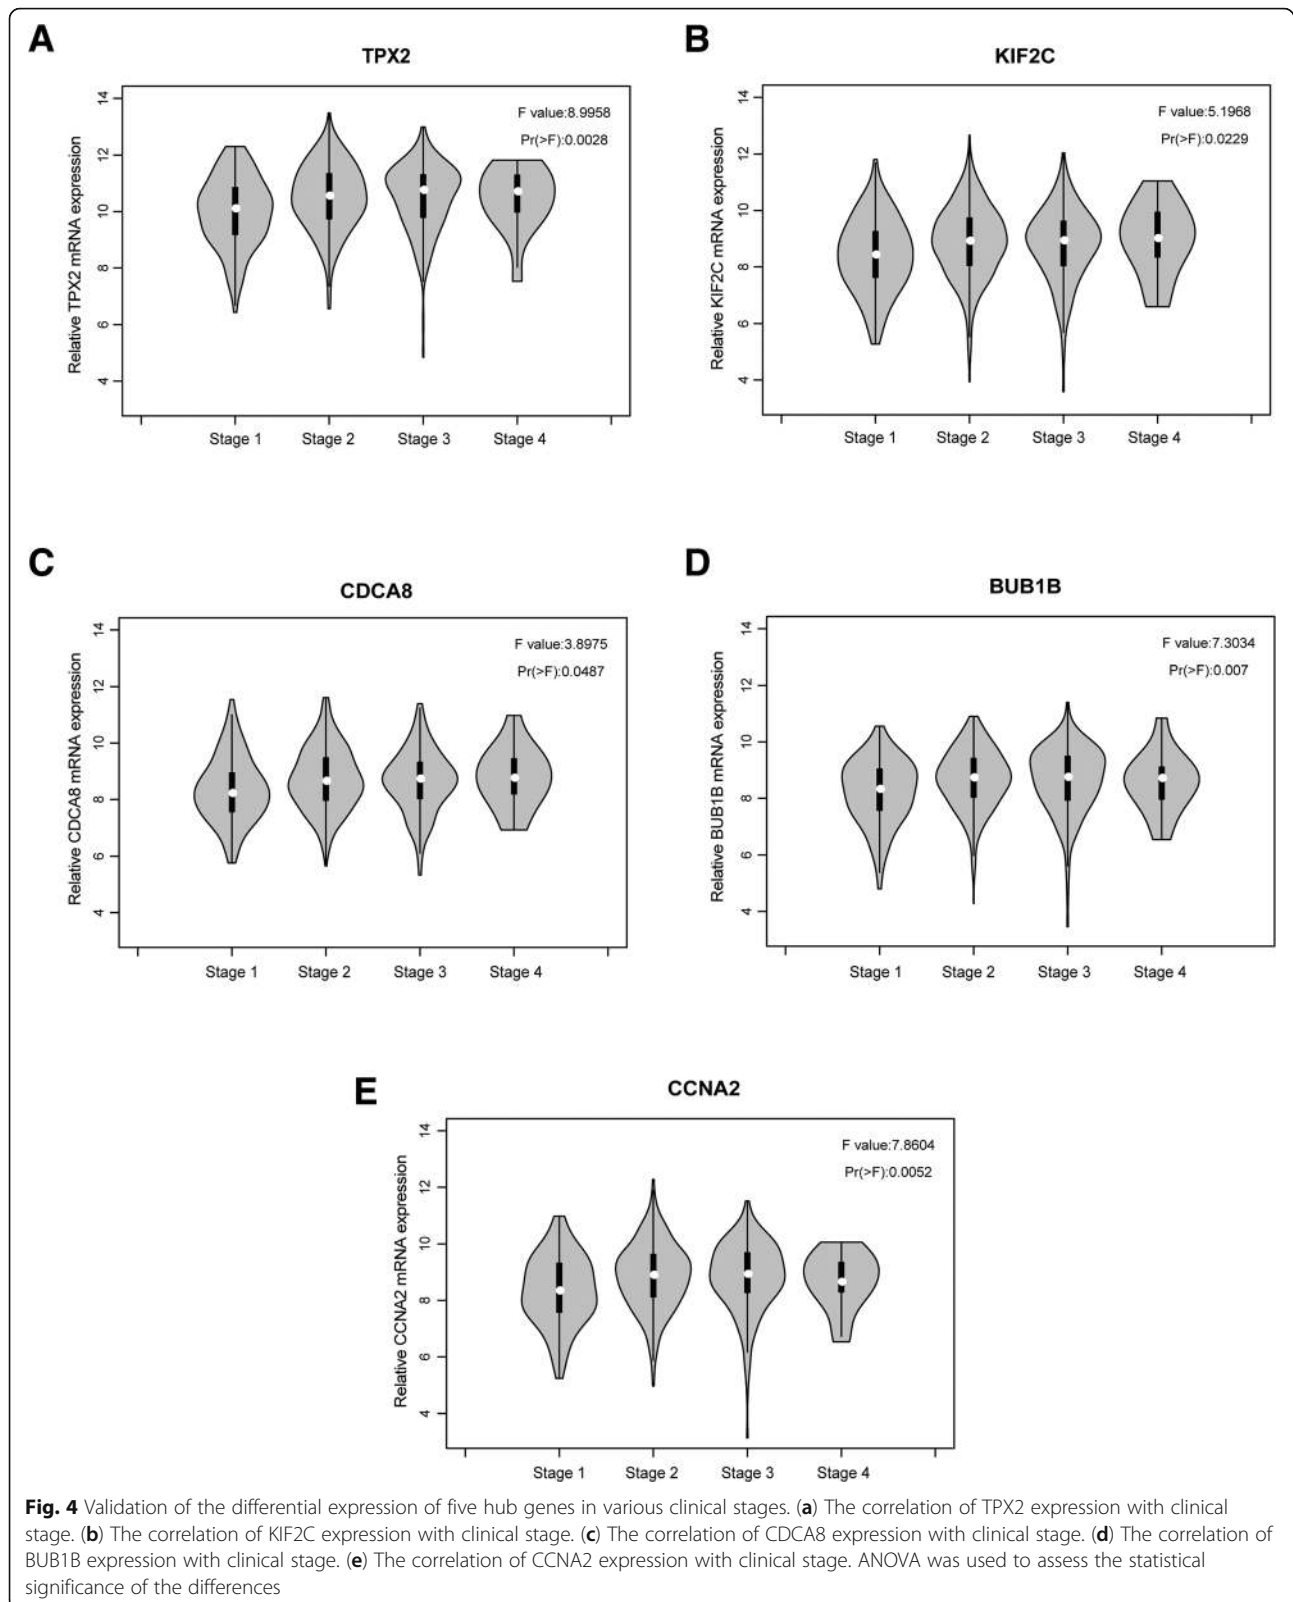 A
TPX2
Relative TPX2 mRNA expression
14
12
10
8
6
4
F value:8.9958
Pr(>F):0.0028
Stage 1 Stage 2 Stage 3 Stage 4
B
KIF2C
Relative KIF2C mRNA expression
14
12
10
8
6
4
F value:5.1968
Pr(>F):0.0229
Stage 1 Stage 2 Stage 3 Stage 4
C
CDCA8
Relative CDCA8 mRNA expression
14
12
10
8
6
4
F value:3.8975
Pr(>F):0.0487
Stage 1 Stage 2 Stage 3 Stage 4
D
BUB1B
Relative BUB1B mRNA expression
14
12
10
8
6
4
F value:7.3034
Pr(>F):0.007
Stage 1 Stage 2 Stage 3 Stage 4
E
CCNA2
Relative CCNA2 mRNA expression
14
12
10
8
6
4
F value:7.8604
Pr(>F):0.0052
Stage 1 Stage 2 Stage 3 Stage 4
Fig. 4 Validation of the differential expression of five hub genes in various clinical stages. (a) The correlation of TPX2 expression with clinical
stage. (b) The correlation of KIF2C expression with clinical stage. (c) The correlation of CDCA8 expression with clinical stage. (d) The correlation of
BUB1B expression with clinical stage. (e) The correlation of CCNA2 expression with clinical stage. ANOVA was used to assess the statistical
significance of the differences